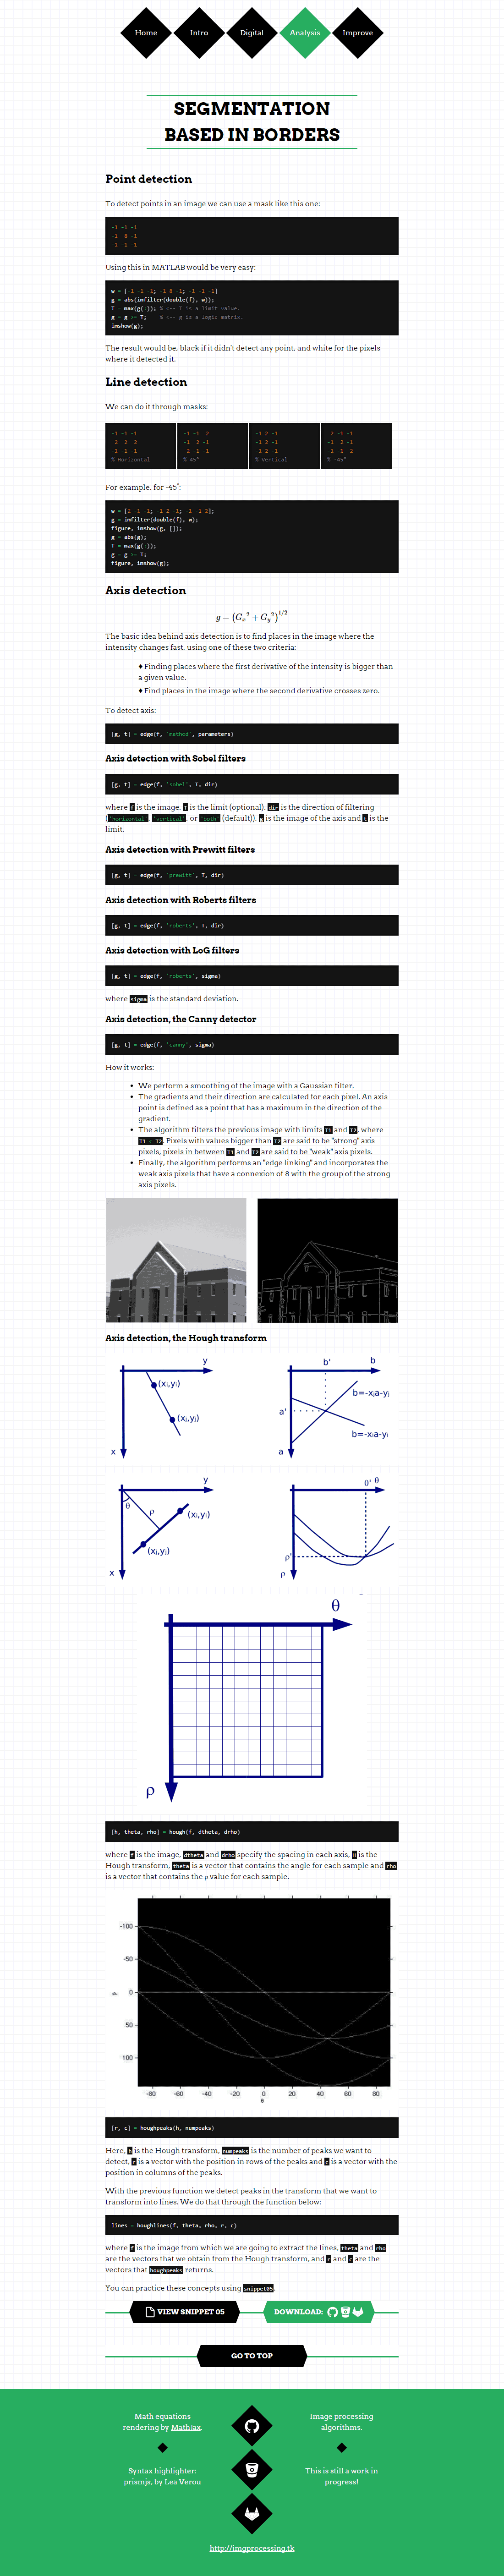 Home Intro Digital Analysis Improve
SEGMENTATION
BASED IN BORDERS
Point detection
To detect points in an image we can use a mask like this one:
-1 -1 -1
-1 8 -1
-1 -1 -1
Using this in MATLAB would be very easy:
w = [-1 -1 -1; -1 8 -1; -1 -1 -1]
g = abs(imfilter(double(f), w));
T = max(g(:)); % <-- T is a limit value.
g = g >= T; % <-- g is a logic matrix.
imshow(g);
The result would be, black if it didn't detect any point, and white for the pixels
where it detected it.
Line detection
We can do it through masks:
-1 -1 -1
2 2 2
-1 -1 -1
% Horizontal
-1 -1 2
-1 2 -1
2 -1 -1
% 45°
-1 2 -1
-1 2 -1
-1 2 -1
% Vertical
2 -1 -1
-1 2 -1
-1 -1 2
% -45°
For example, for -45°:
w = [2 -1 -1; -1 2 -1; -1 -1 2];
g = imfilter(double(f), w);
figure, imshow(g, []);
g = abs(g);
T = max(g(:));
g = g >= T;
figure, imshow(g);
Axis detection
g = (Gₓ² + Gᵧ²)^1/2
The basic idea behind axis detection is to find places in the image where the
intensity changes fast, using one of these two criteria:
♦ Finding places where the first derivative of the intensity is bigger than
a given value.
♦ Find places in the image where the second derivative crosses zero.
To detect axis:
[g, t] = edge(f, 'method', parameters)
Axis detection with Sobel filters
[g, t] = edge(f, 'sobel', T, dir)
where f is the image, T is the limit (optional), dir is the direction of filtering
('horizontal', 'vertical', or 'both' (default)), g is the image of the axis and t is the
limit.
Axis detection with Prewitt filters
[g, t] = edge(f, 'prewitt', T, dir)
Axis detection with Roberts filters
[g, t] = edge(f, 'roberts', T, dir)
Axis detection with LoG filters
[g, t] = edge(f, 'roberts', sigma)
where sigma is the standard deviation.
Axis detection, the Canny detector
[g, t] = edge(f, 'canny', sigma)
How it works:
• We perform a smoothing of the image with a Gaussian filter.
• The gradients and their direction are calculated for each pixel. An axis
point is defined as a point that has a maximum in the direction of the
gradient.
• The algorithm filters the previous image with limits T1 and T2, where
T1 < T2. Pixels with values bigger than T2 are said to be "strong" axis
pixels, pixels in between T1 and T2 are said to be "weak" axis pixels.
• Finally, the algorithm performs an "edge linking" and incorporates the
weak axis pixels that have a connexion of 8 with the group of the strong
axis pixels.
Axis detection, the Hough transform
y
(xᵢ,yᵢ)
(xⱼ,yⱼ)
x
b' b
b=-xⱼa-yⱼ
a'
b=-xᵢa-yᵢ
a
y
θ
ρ
(xᵢ,yᵢ)
(xⱼ,yⱼ)
x
θ' θ
ρ'
ρ
θ
ρ
[h, theta, rho] = hough(f, dtheta, drho)
where f is the image, dtheta and drho specify the spacing in each axis, H is the
Hough transform, theta is a vector that contains the angle for each sample and rho
is a vector that contains the ρ value for each sample.
-100
-50
0
50
100
ρ
-80 -60 -40 -20 0 20 40 60 80
θ
[r, c] = houghpeaks(h, numpeaks)
Here, h is the Hough transform, numpeaks is the number of peaks we want to
detect, r is a vector with the position in rows of the peaks and c is a vector with the
position in columns of the peaks.
With the previous function we detect peaks in the transform that we want to
transform into lines. We do that through the function below:
lines = houghlines(f, theta, rho, r, c)
where f is the image from which we are going to extract the lines, theta and rho
are the vectors that we obtain from the Hough transform, and r and c are the
vectors that houghpeaks returns.
You can practice these concepts using snippet05
VIEW SNIPPET 05 DOWNLOAD:
GO TO TOP
Math equations
rendering by MathJax.
Syntax highlighter:
prismjs, by Lea Verou
Image processing
algorithms.
This is still a work in
progress!
http://imgprocessing.tk